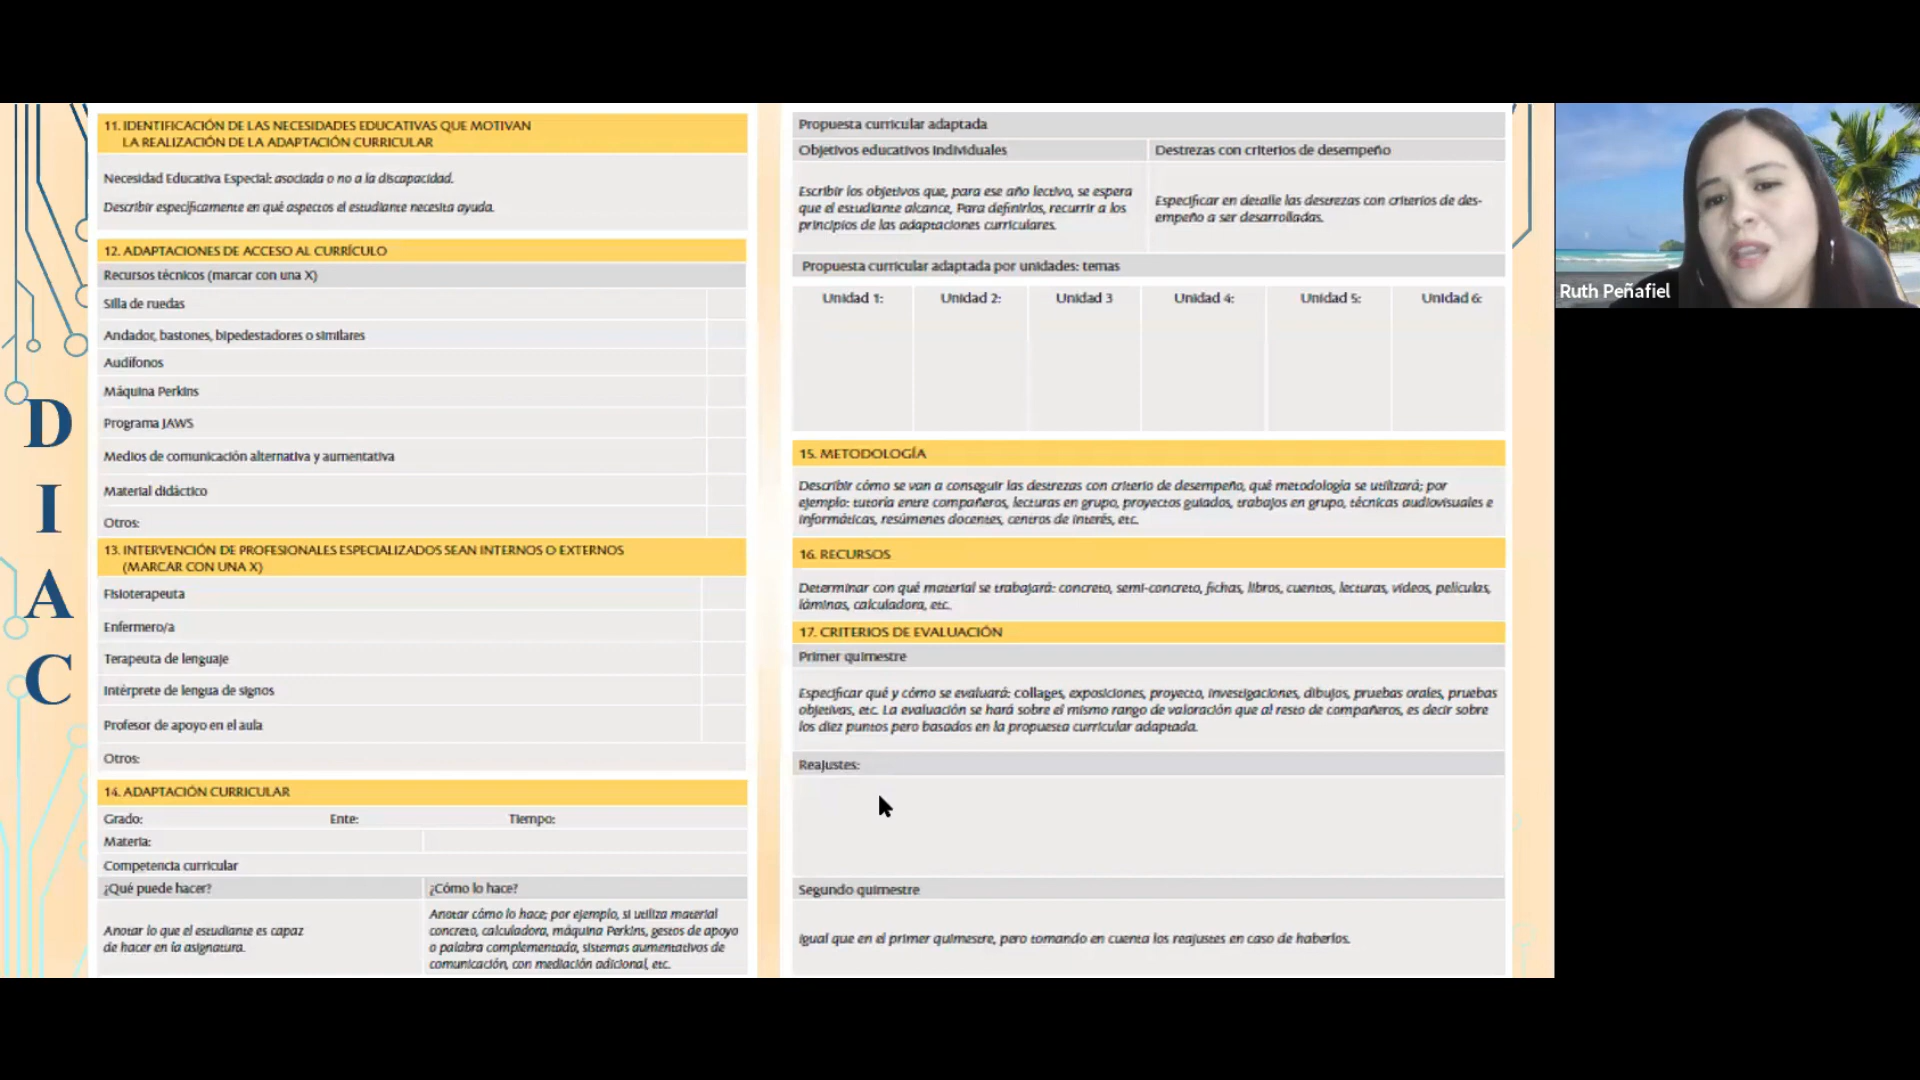 D
I
A
C
11. IDENTIFICACIÓN DE LAS NECESIDADES EDUCATIVAS QUE MOTIVAN
LA REALIZACIÓN DE LA ADAPTACIÓN CURRICULAR
Necesidad Educativa Especial: asociada o no a la discapacidad.
Describir específicamente en qué aspectos el estudiante necesita ayuda.
12. ADAPTACIONES DE ACCESO AL CURRÍCULO
Recursos técnicos (marcar con una X)
Silla de ruedas
Andador, bastones, bipedestadores o similares
Audífonos
Máquina Perkins
Programa JAWS
Medios de comunicación alternativa y aumentativa
Material didáctico
Otros:
13. INTERVENCIÓN DE PROFESIONALES ESPECIALIZADOS SEAN INTERNOS O EXTERNOS
(MARCAR CON UNA X)
Fisioterapeuta
Enfermero/a
Terapeuta de lenguaje
Intérprete de lengua de signos
Profesor de apoyo en el aula
Otros:
14. ADAPTACIÓN CURRICULAR
Grado: Ente: Tiempo:
Materia:
Competencia curricular
¿Qué puede hacer? ¿Cómo lo hace?
Anotar lo que el estudiante es capaz
de hacer en la asignatura.
Anotar cómo lo hace; por ejemplo, si utiliza material
concreto, calculadora, máquina Perkins, gestos de apoyo
o palabra complementada, sistemas aumentativos de
comunicación, con mediación adicional, etc.
Propuesta curricular adaptada
Objetivos educativos individuales Destrezas con criterios de desempeño
Escribir los objetivos que, para ese año lectivo, se espera
que el estudiante alcance, Para definirlos, recurrir a los
principios de las adaptaciones curriculares.
Especificar en detalle las destrezas con criterios de des-
empeño a ser desarrolladas.
Propuesta curricular adaptada por unidades: temas
Unidad 1: Unidad 2: Unidad 3 Unidad 4: Unidad 5: Unidad 6:
15. METODOLOGÍA
Describir cómo se van a conseguir las destrezas con criterio de desempeño, qué metodología se utilizará; por
ejemplo: tutoría entre compañeros, lecturas en grupo, proyectos guiados, trabajos en grupo, técnicas audiovisuales e
informáticas, resúmenes docentes, centros de interés, etc.
16. RECURSOS
Determinar con qué material se trabajará: concreto, semi-concreto, fichas, libros, cuentos, lecturas, vídeos, películas,
láminas, calculadora, etc.
17. CRITERIOS DE EVALUACIÓN
Primer quimestre
Especificar qué y cómo se evaluará: collages, exposiciones, proyecto, investigaciones, dibujos, pruebas orales, pruebas
objetivas, etc. La evaluación se hará sobre el mismo rango de valoración que al resto de compañeros, es decir sobre
los diez puntos pero basados en la propuesta curricular adaptada.
Reajustes:
Segundo quimestre
Igual que en el primer quimestre, pero tomando en cuenta los reajustes en caso de haberlos.
Ruth Peñafiel